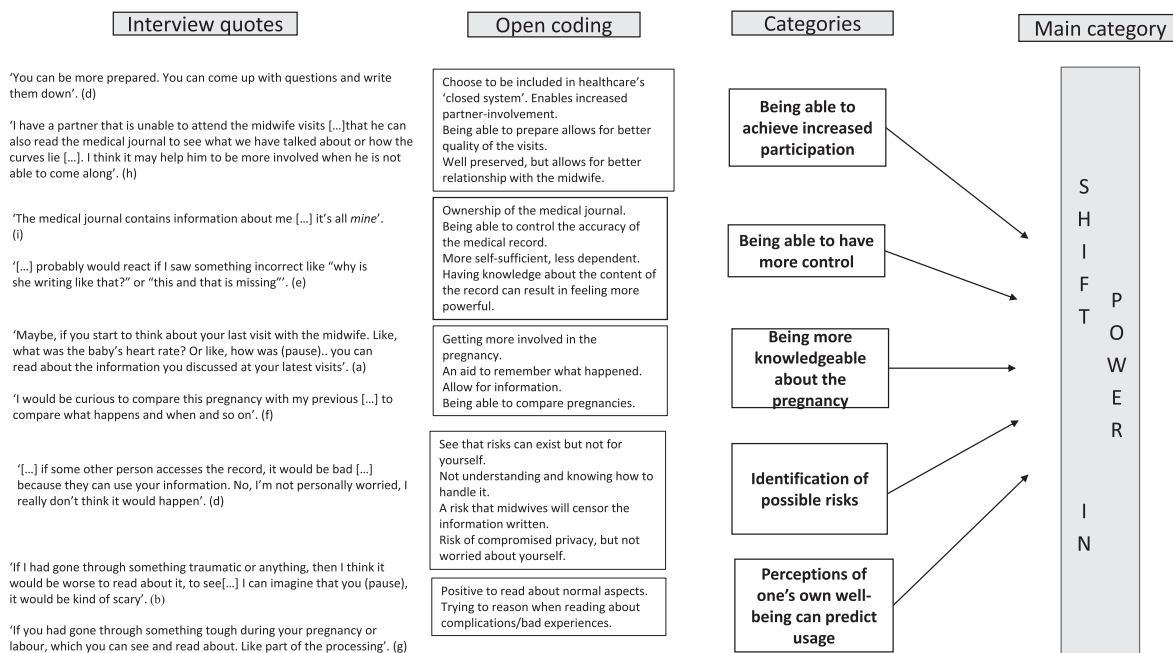 Interview quotes
Open coding
Categories
Main category
‘You can be more prepared. You can come up with questions and write
them down’. (d)
‘I have a partner that is unable to attend the midwife visits […]that he can
also read the medical journal to see what we have talked about or how the
curves lie […]. I think it may help him to be more involved when he is not
able to come along’. (h)
Choose to be included in healthcare’s
‘closed system’. Enables increased
partner-involvement.
Being able to prepare allows for better
quality of the visits.
Well preserved, but allows for better
relationship with the midwife.
Being able to
achieve increased
participation
‘The medical journal contains information about me […] it’s all mine’.
(i)
‘[…] probably would react if I saw something incorrect like “why is
she writing like that?” or “this and that is missing”’. (e)
Ownership of the medical journal.
Being able to control the accuracy of
the medical record.
More self-sufficient, less dependent.
Having knowledge about the content of
the record can result in feeling more
powerful.
Being able to have
more control
‘Maybe, if you start to think about your last visit with the midwife. Like,
what was the baby’s heart rate? Or like, how was (pause).. you can
read about the information you discussed at your latest visits’. (a)
‘I would be curious to compare this pregnancy with my previous […] to
compare what happens and when and so on’. (f)
Getting more involved in the
pregnancy.
An aid to remember what happened.
Allow for information.
Being able to compare pregnancies.
Being more
knowledgeable
about the
pregnancy
‘[…] if some other person accesses the record, it would be bad […]
because they can use your information. No, I’m not personally worried, I
really don’t think it would happen’. (d)
See that risks can exist but not for
yourself.
Not understanding and knowing how to
handle it.
A risk that midwives will censor the
information written.
Risk of compromised privacy, but not
worried about yourself.
Identification of
possible risks
‘If I had gone through something traumatic or anything, then I think it
would be worse to read about it, to see[…] I can imagine that you (pause),
it would be kind of scary’. (b)
‘If you had gone through something tough during your pregnancy or
labour, which you can see and read about. Like part of the processing’. (g)
Positive to read about normal aspects.
Trying to reason when reading about
complications/bad experiences.
Perceptions of
one’s own well-
being can predict
usage
SHIFT IN
POWER